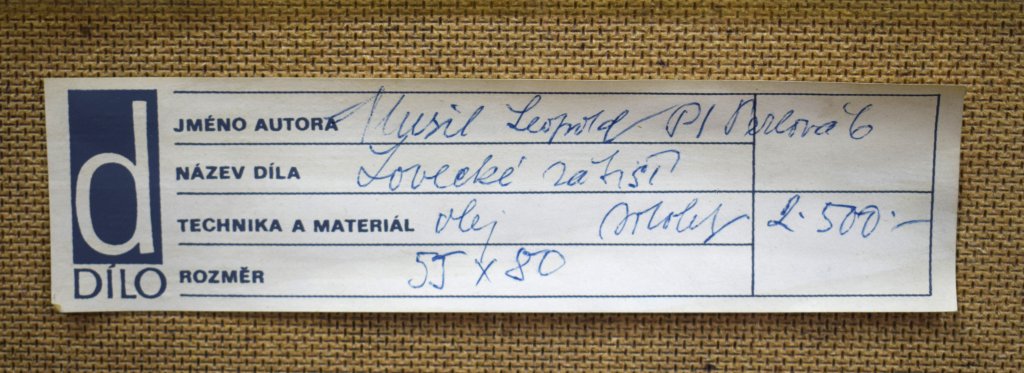 d
DÍLO
JMÉNO AUTORA Musil Leopold P1 Perlová 6
NÁZEV DÍLA Lovecké zátiší
TECHNIKA A MATERIÁL olej 2.500.-
ROZMĚR 55 x 80